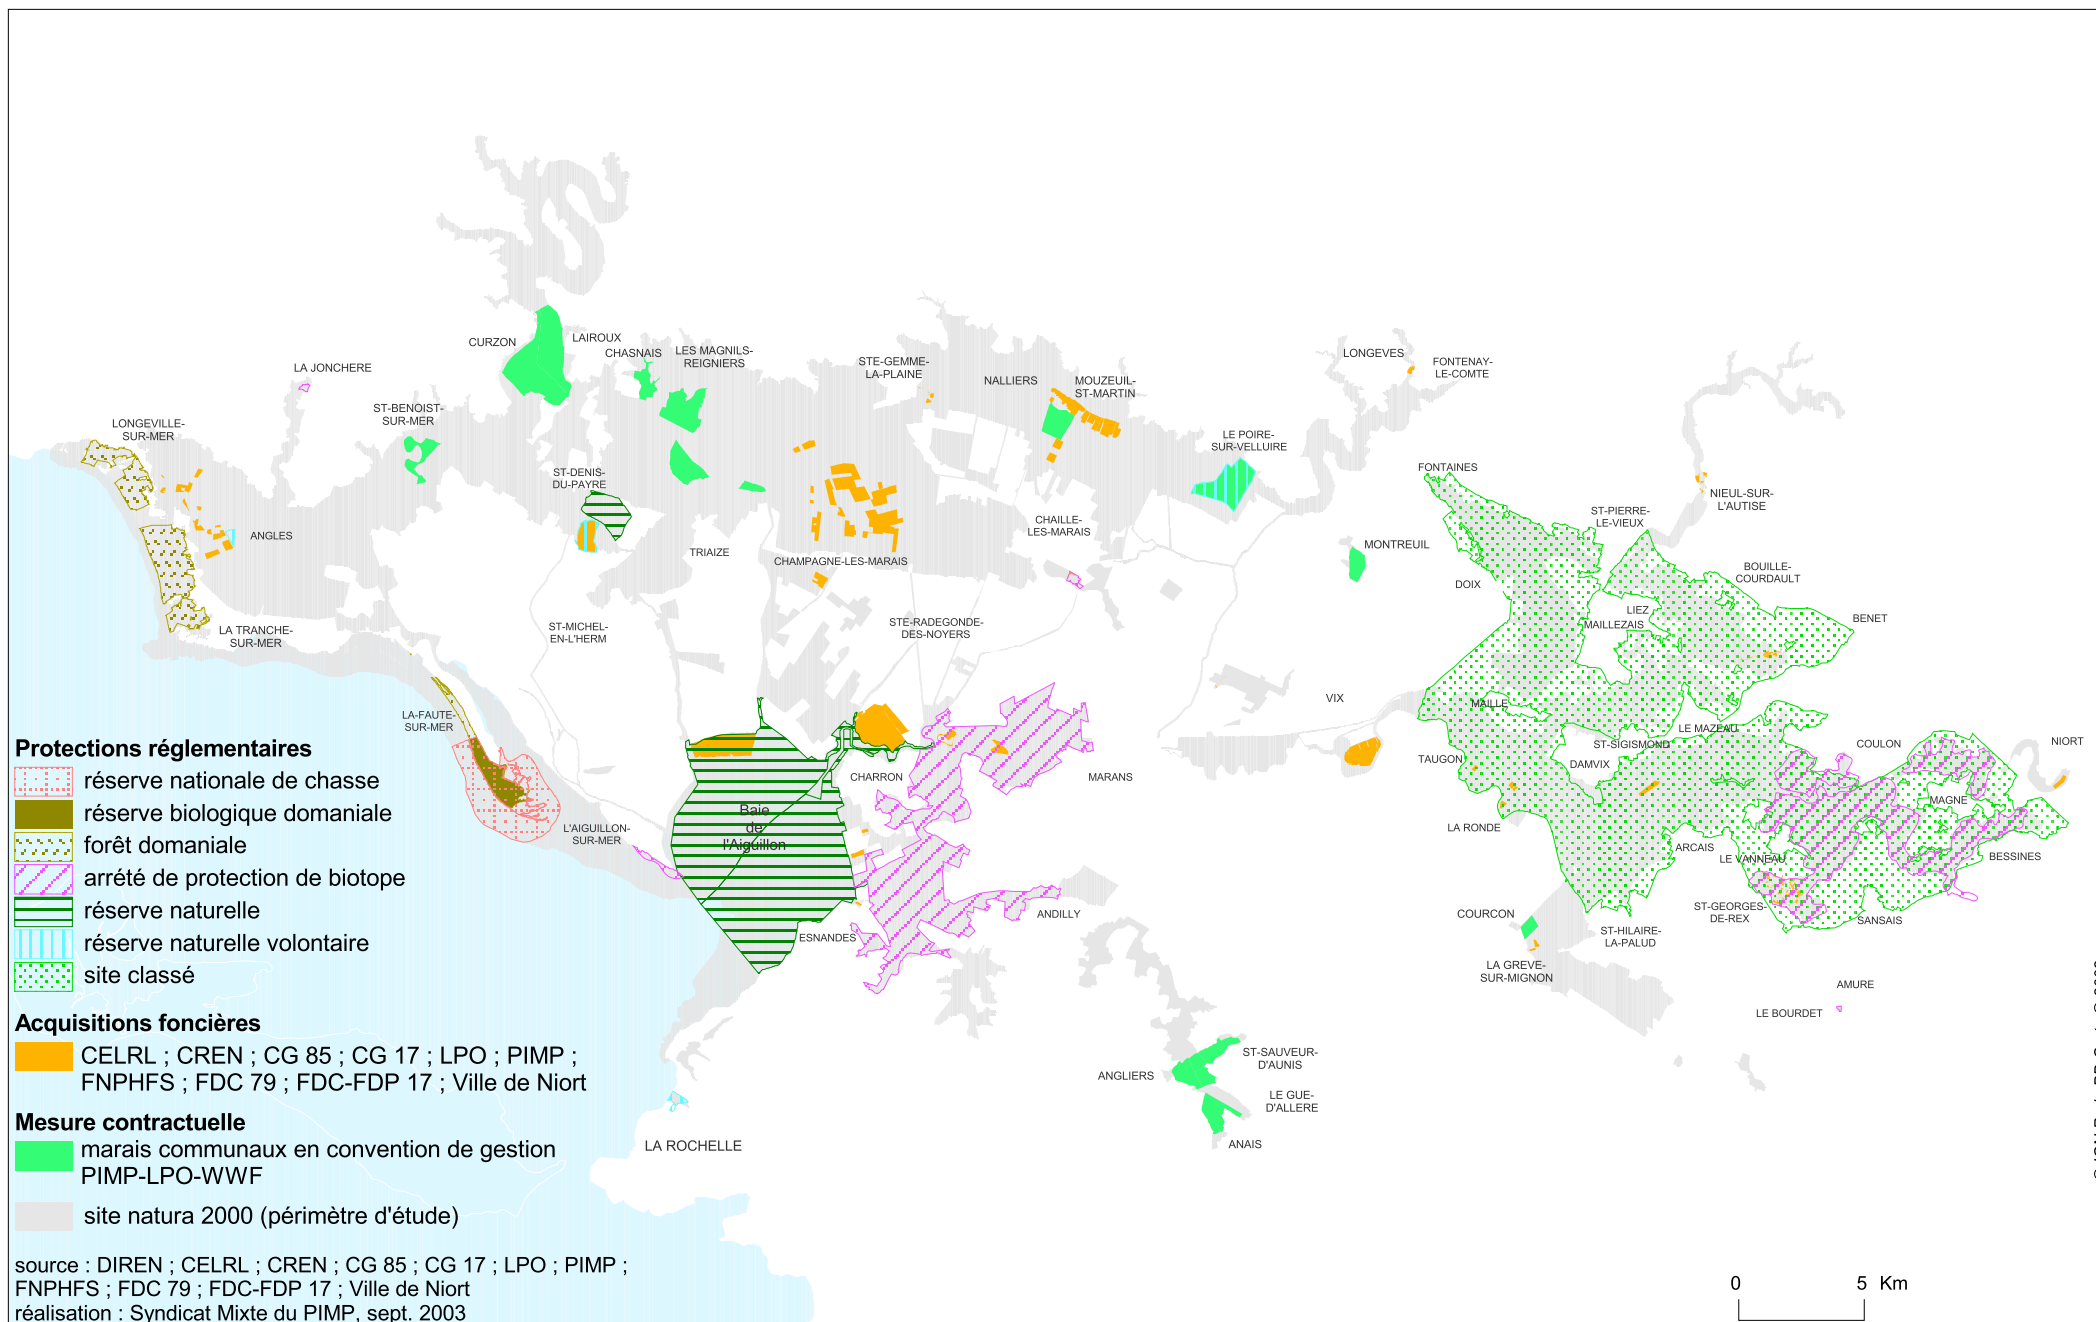 CURZON
LAIROUX
CHASNAIS
LES MAGNILS-
REIGNIERS
LA JONCHERE
ST-BENOIST-
SUR-MER
LONGEVILLE-
SUR-MER
STE-GEMME-
LA-PLAINE
NALLIERS
MOUZEUIL-
ST-MARTIN
LONGEVES
FONTENAY-
LE-COMTE
LE POIRE-
SUR-VELLUIRE
ST-DENIS-
DU-PAYRE
ANGLES
TRIAIZE
CHAMPAGNE-LES-MARAIS
CHAILLE-
LES-MARAIS
FONTAINES
ST-PIERRE-
LE-VIEUX
NIEUL-SUR-
L'AUTISE
MONTREUIL
DOIX
BOUILLE-
COURDAULT
LIEZ
MAILLEZAIS
BENET
LA TRANCHE-
SUR-MER
ST-MICHEL-
EN-L'HERM
STE-RADEGONDE-
DES-NOYERS
LA-FAUTE-
SUR-MER
VIX
MAILLE
LE MAZEAU
ST-SIGISMOND
COULON
NIORT
TAUGON
DAMVIX
CHARRON
MARANS
MAGNE
Baie
de
l'Aiguillon
L'AIGUILLON-
SUR-MER
LA RONDE
ARCAIS
LE VANNEAU
BESSINES
ANDILLY
COURCON
ST-GEORGES-
DE-REX
SANSAIS
ESNANDES
ST-HILAIRE-
LA-PALUD
LA GREVE-
SUR-MIGNON
AMURE
LE BOURDET
ST-SAUVEUR-
D'AUNIS
ANGLIERS
LE GUE-
D'ALLERE
ANAIS
LA ROCHELLE
Protections réglementaires
réserve nationale de chasse
réserve biologique domaniale
forêt domaniale
arrété de protection de biotope
réserve naturelle
réserve naturelle volontaire
site classé
Acquisitions foncières
CELRL ; CREN ; CG 85 ; CG 17 ; LPO ; PIMP ;
FNPHFS ; FDC 79 ; FDC-FDP 17 ; Ville de Niort
Mesure contractuelle
marais communaux en convention de gestion
PIMP-LPO-WWF
site natura 2000 (périmètre d'étude)
source : DIREN ; CELRL ; CREN ; CG 85 ; CG 17 ; LPO ; PIMP ;
FNPHFS ; FDC 79 ; FDC-FDP 17 ; Ville de Niort
réalisation : Syndicat Mixte du PIMP, sept. 2003
0 5 Km